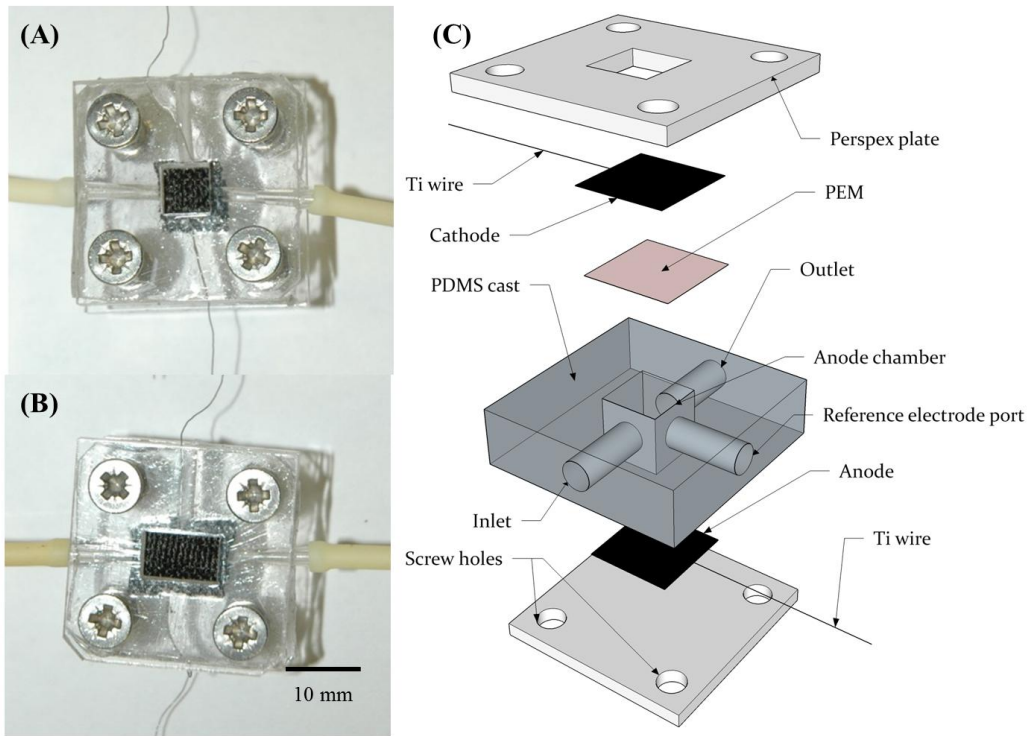 (A)
(B)
10 mm
(C)
Perspex plate
Ti wire
Cathode
PEM
PDMS cast
Outlet
Anode chamber
Reference electrode port
Anode
Inlet
Screw holes
Ti wire